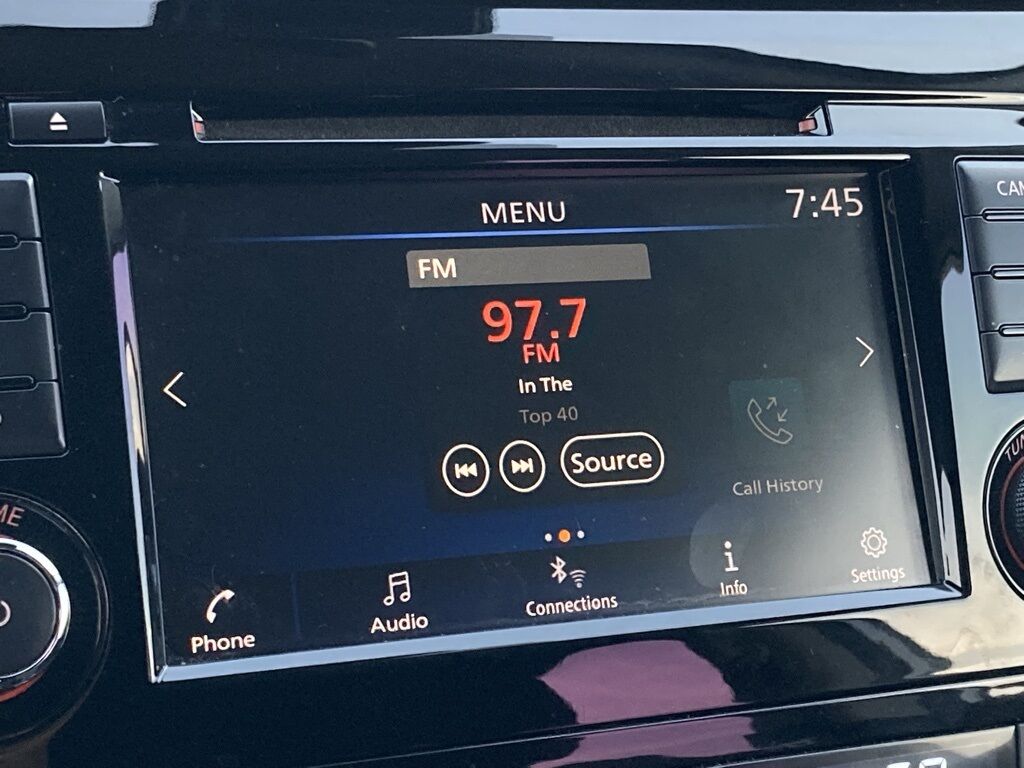 MENU
7:45
FM
97.7
FM
In The
Top 40
Source
Call History
Phone
Audio
Connections
Info
Settings